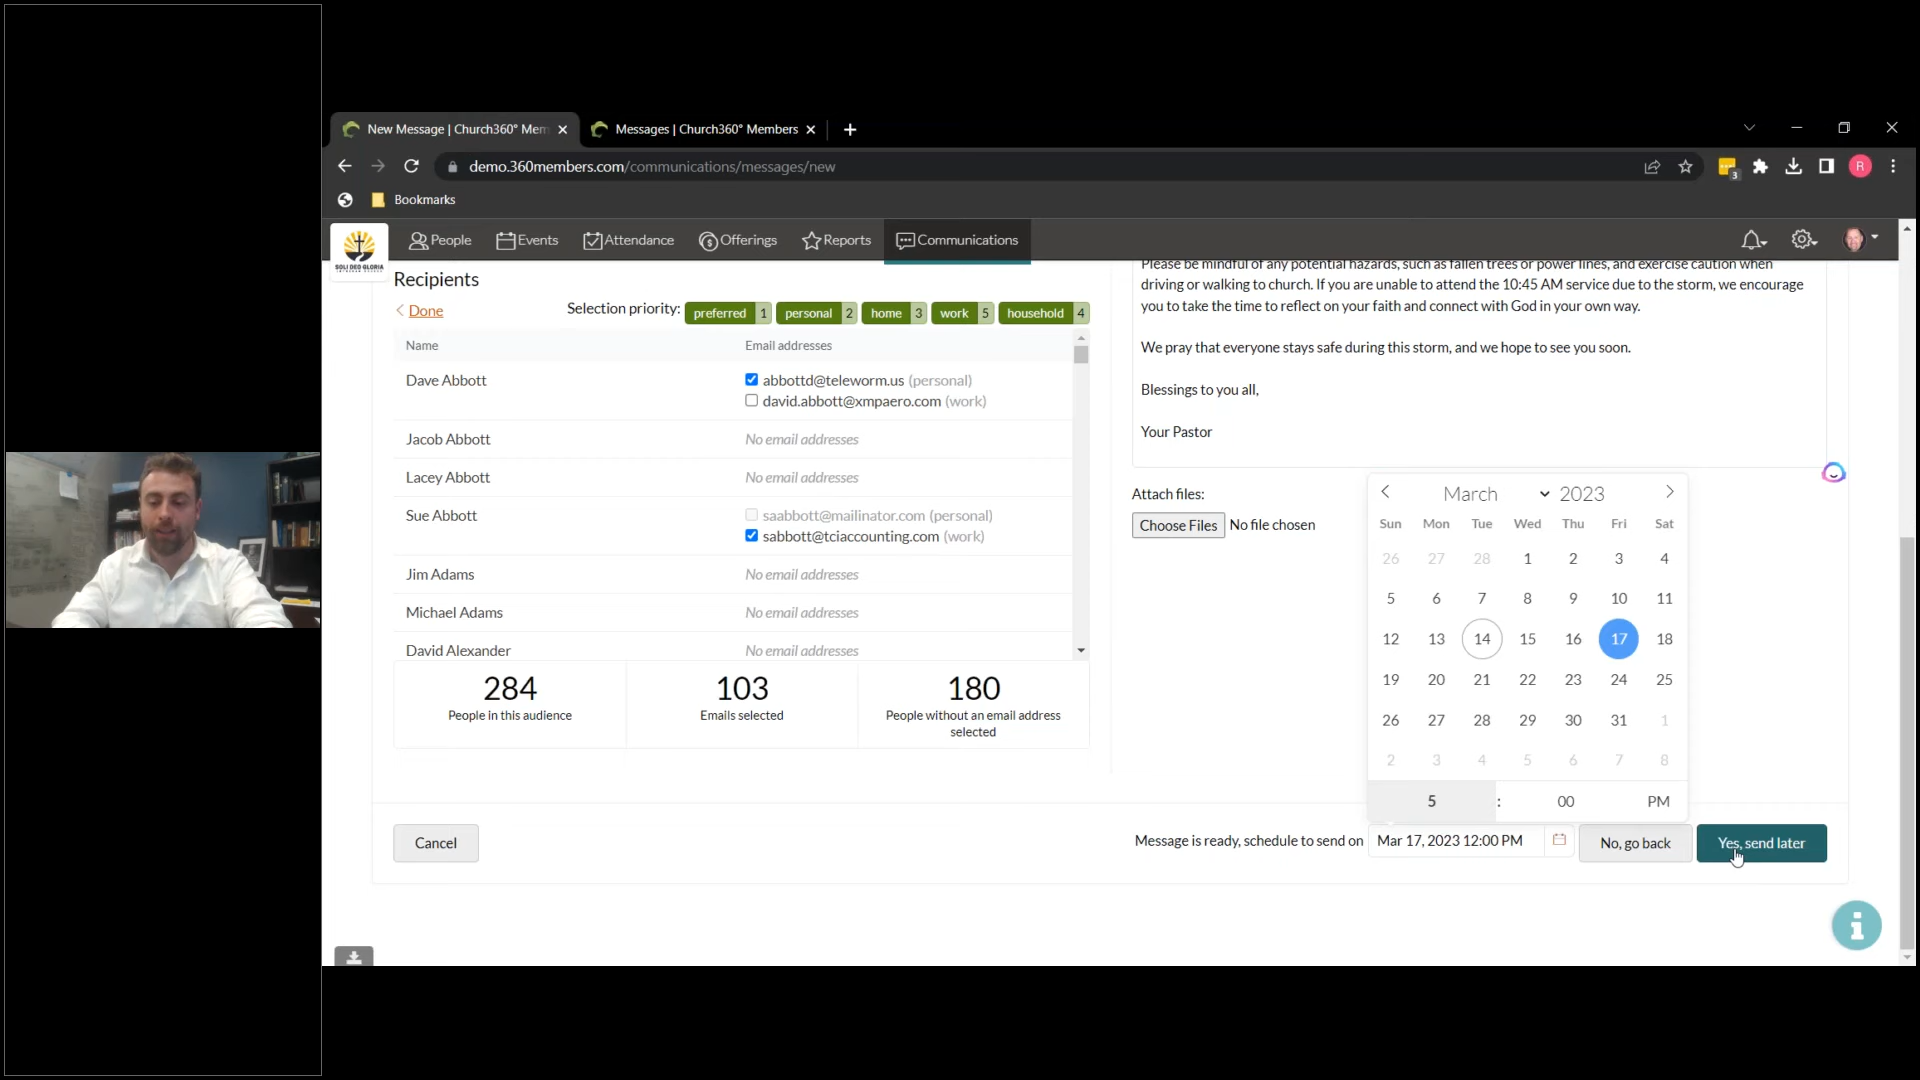 New Message | Church360° Mem
Messages | Church360° Members
demo.360members.com/communications/messages/new
3
R
Bookmarks
SOLI DEO GLORIA
People
Events
Attendance
Offerings
Reports
Communications
Recipients
Done
Selection priority: preferred 1 personal 2 home 3 work 5 household 4
Name Email addresses
Dave Abbott abbottd@teleworm.us (personal)
david.abbott@xmpaero.com (work)
Jacob Abbott No email addresses
Lacey Abbott No email addresses
Sue Abbott saabbott@mailinator.com (personal)
sabbott@tciaccounting.com (work)
Jim Adams No email addresses
Michael Adams No email addresses
David Alexander No email addresses
284 103 180
People in this audience Emails selected People without an email address
selected
Please be mindful of any potential hazards, such as fallen trees or power lines, and exercise caution when
driving or walking to church. If you are unable to attend the 10:45 AM service due to the storm, we encourage
you to take the time to reflect on your faith and connect with God in your own way.
We pray that everyone stays safe during this storm, and we hope to see you soon.
Blessings to you all,
Your Pastor
Attach files:
Choose Files No file chosen
March 2023
Sun Mon Tue Wed Thu Fri Sat
26 27 28 1 2 3 4
5 6 7 8 9 10 11
12 13 14 15 16 17 18
19 20 21 22 23 24 25
26 27 28 29 30 31 1
2 3 4 5 6 7 8
5 : 00 PM
Cancel
Message is ready, schedule to send on Mar 17, 2023 12:00 PM No, go back Yes, send later